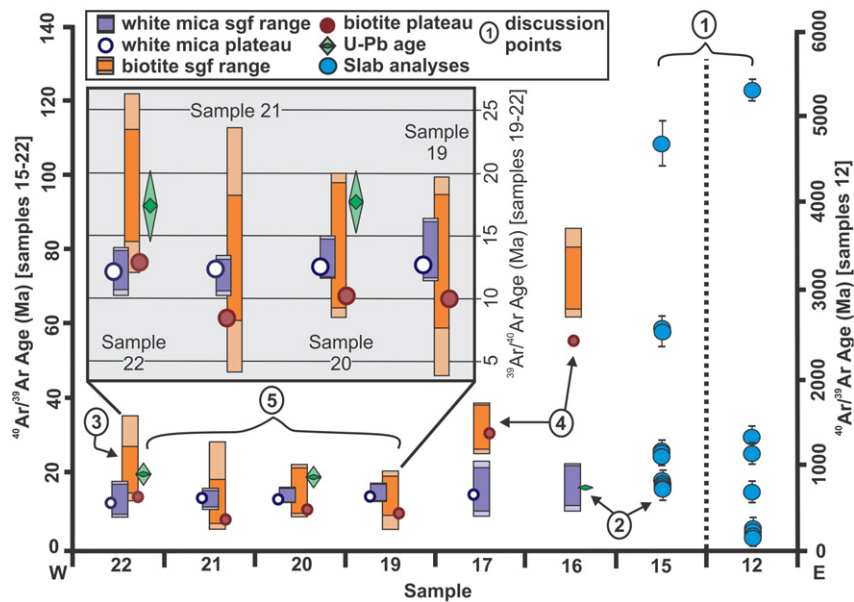 white mica sgf range
white mica plateau
biotite sgf range
biotite plateau
U-Pb age
Slab analyses
1 discussion points
1
140
120
100
80
60
40
20
0
⁴⁰Ar/³⁹Ar Age (Ma) [samples 15-22]
Sample 21
Sample
19
Sample
22
Sample
20
25
20
15
10
5
³⁹Ar/⁴⁰Ar Age (Ma) [samples 19-22]
3
5
4
2
6000
5000
4000
3000
2000
1000
0
⁴⁰Ar/³⁹Ar Age (Ma) [samples 12]
W
22
21
20
19
17
16
15
12
E
Sample